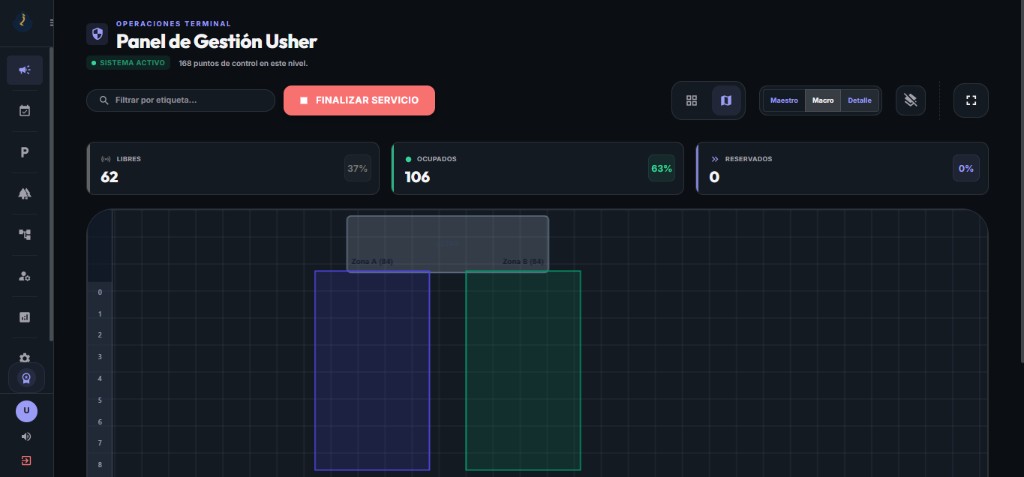 OPERACIONES TERMINAL
Panel de Gestión Usher
SISTEMA ACTIVO 168 puntos de control en este nivel.
Filtrar por etiqueta...
FINALIZAR SERVICIO
Maestro Macro Detalle
LIBRES
62
37%
OCUPADOS
106
63%
RESERVADOS
0
0%
Zona A (84)
Zona B (84)
0
1
2
3
4
5
6
7
8
P
U